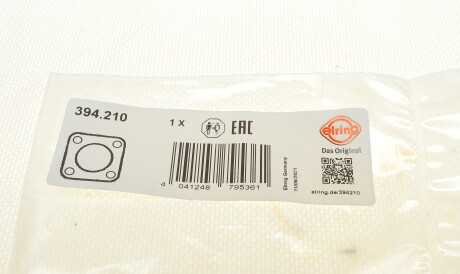 394.210
1 X
EAC
elring
Das Original
4 041248 795361
Elring Germany
elring.de/394210